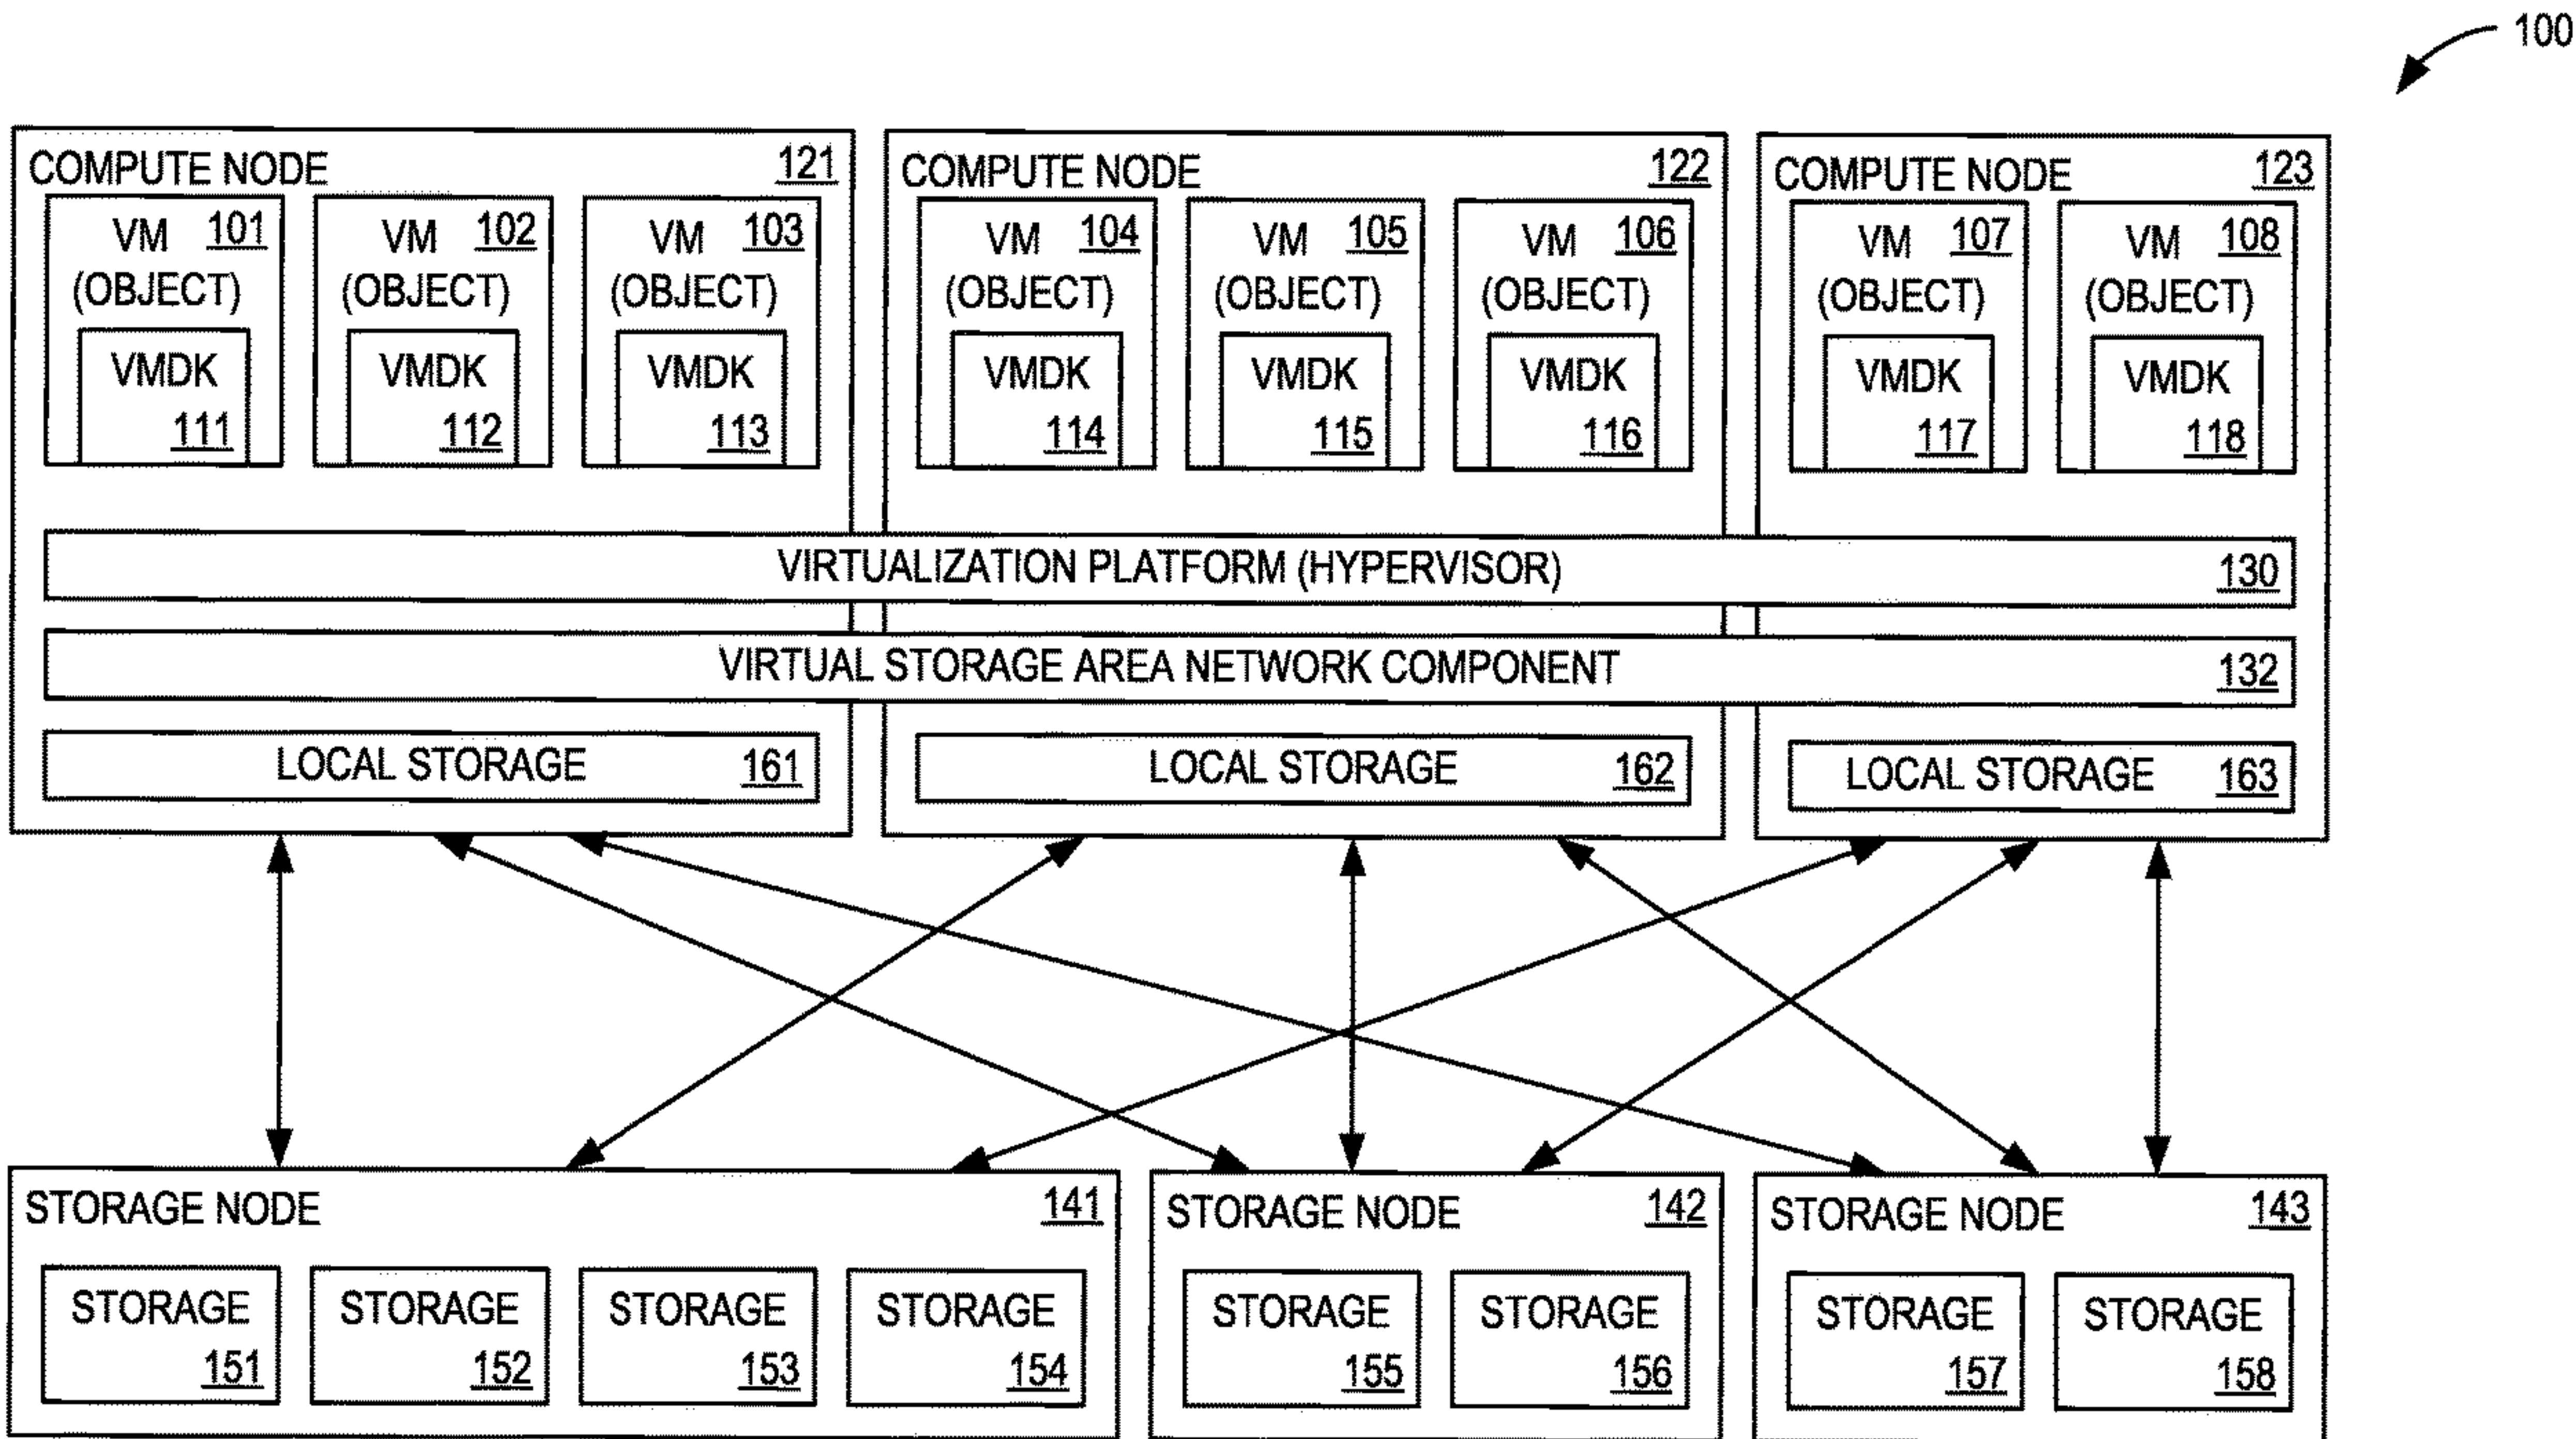 100
COMPUTE NODE 121
VM 101
(OBJECT)
VMDK
111
VM 102
(OBJECT)
VMDK
112
VM 103
(OBJECT)
VMDK
113
COMPUTE NODE 122
VM 104
(OBJECT)
VMDK
114
VM 105
(OBJECT)
VMDK
115
VM 106
(OBJECT)
VMDK
116
COMPUTE NODE 123
VM 107
(OBJECT)
VMDK
117
VM 108
(OBJECT)
VMDK
118
VIRTUALIZATION PLATFORM (HYPERVISOR) 130
VIRTUAL STORAGE AREA NETWORK COMPONENT 132
LOCAL STORAGE 161
LOCAL STORAGE 162
LOCAL STORAGE 163
STORAGE NODE 141
STORAGE
151
STORAGE
152
STORAGE
153
STORAGE
154
STORAGE NODE 142
STORAGE
155
STORAGE
156
STORAGE NODE 143
STORAGE
157
STORAGE
158